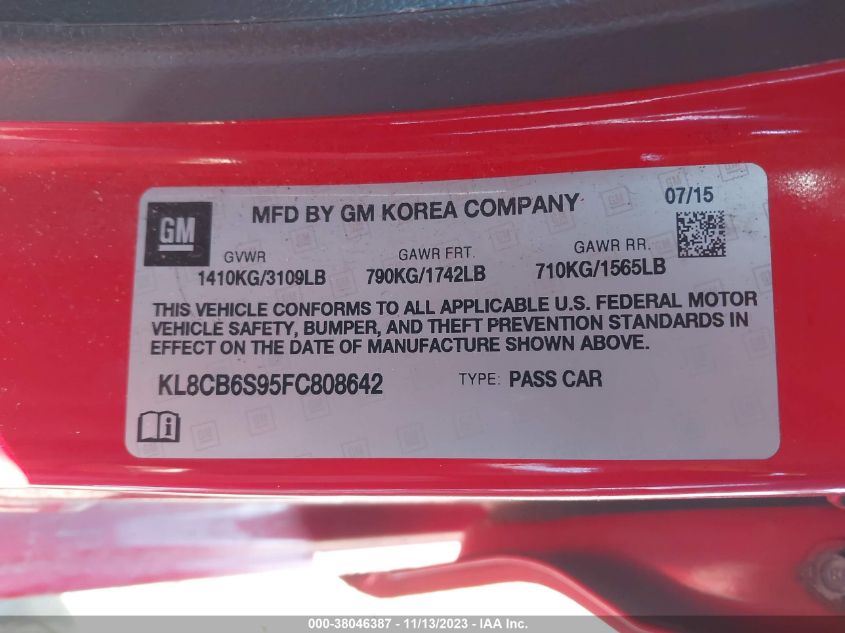 GM
MFD BY GM KOREA COMPANY
07/15
GVWR
1410KG/3109LB
GAWR FRT.
790KG/1742LB
GAWR RR.
710KG/1565LB
THIS VEHICLE CONFORMS TO ALL APPLICABLE U.S. FEDERAL MOTOR
VEHICLE SAFETY, BUMPER, AND THEFT PREVENTION STANDARDS IN
EFFECT ON THE DATE OF MANUFACTURE SHOWN ABOVE.
KL8CB6S95FC808642
TYPE: PASS CAR
000-38046387 - 11/13/2023 - IAA Inc.